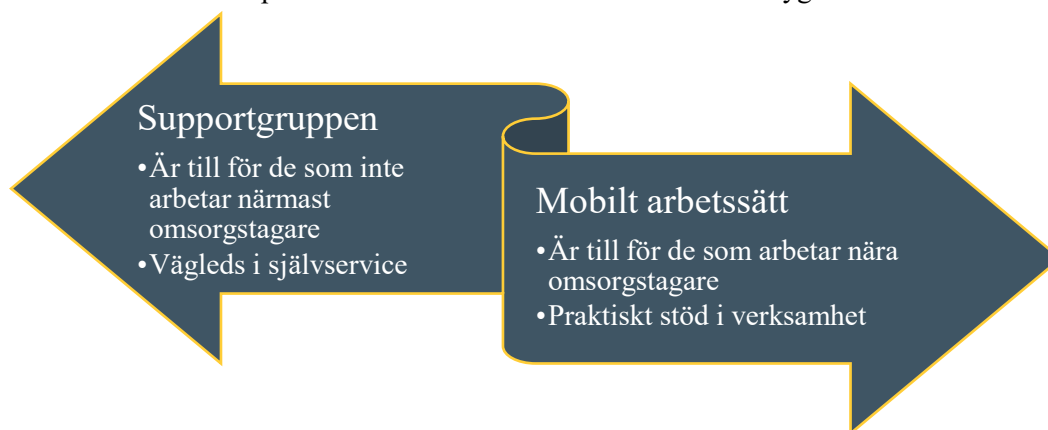 Supportgruppen
•Är till för de som inte
arbetar närmast
omsorgstagare
•Vägleds i självservice
Mobilt arbetssätt
•Är till för de som arbetar nära
omsorgstagare
•Praktiskt stöd i verksamhet